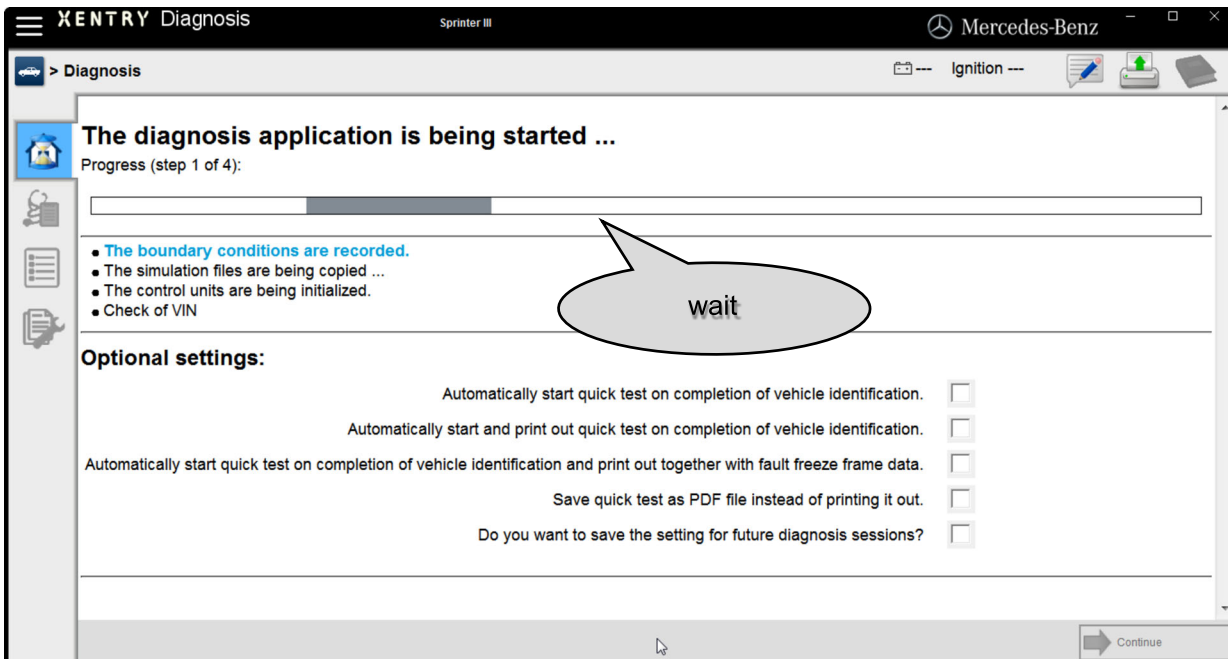 XENTRY Diagnosis
Sprinter III
Mercedes-Benz
> Diagnosis
---
Ignition ---
The diagnosis application is being started ...
Progress (step 1 of 4):
• The boundary conditions are recorded.
• The simulation files are being copied ...
• The control units are being initialized.
• Check of VIN
wait
Optional settings:
Automatically start quick test on completion of vehicle identification.
Automatically start and print out quick test on completion of vehicle identification.
Automatically start quick test on completion of vehicle identification and print out together with fault freeze frame data.
Save quick test as PDF file instead of printing it out.
Do you want to save the setting for future diagnosis sessions?
Continue